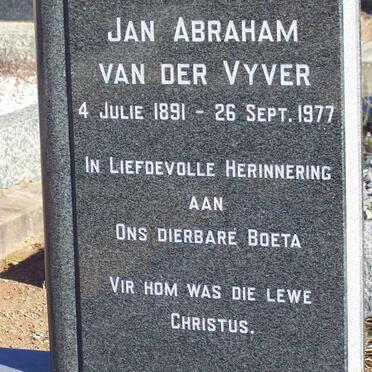 JAN ABRAHAM
VAN DER VYVER
4 JULIE 1891 - 26 SEPT. 1977
IN LIEFDEVOLLE HERINNERING
AAN
ONS DIERBARE BOETA
VIR HOM WAS DIE LEWE
CHRISTUS.